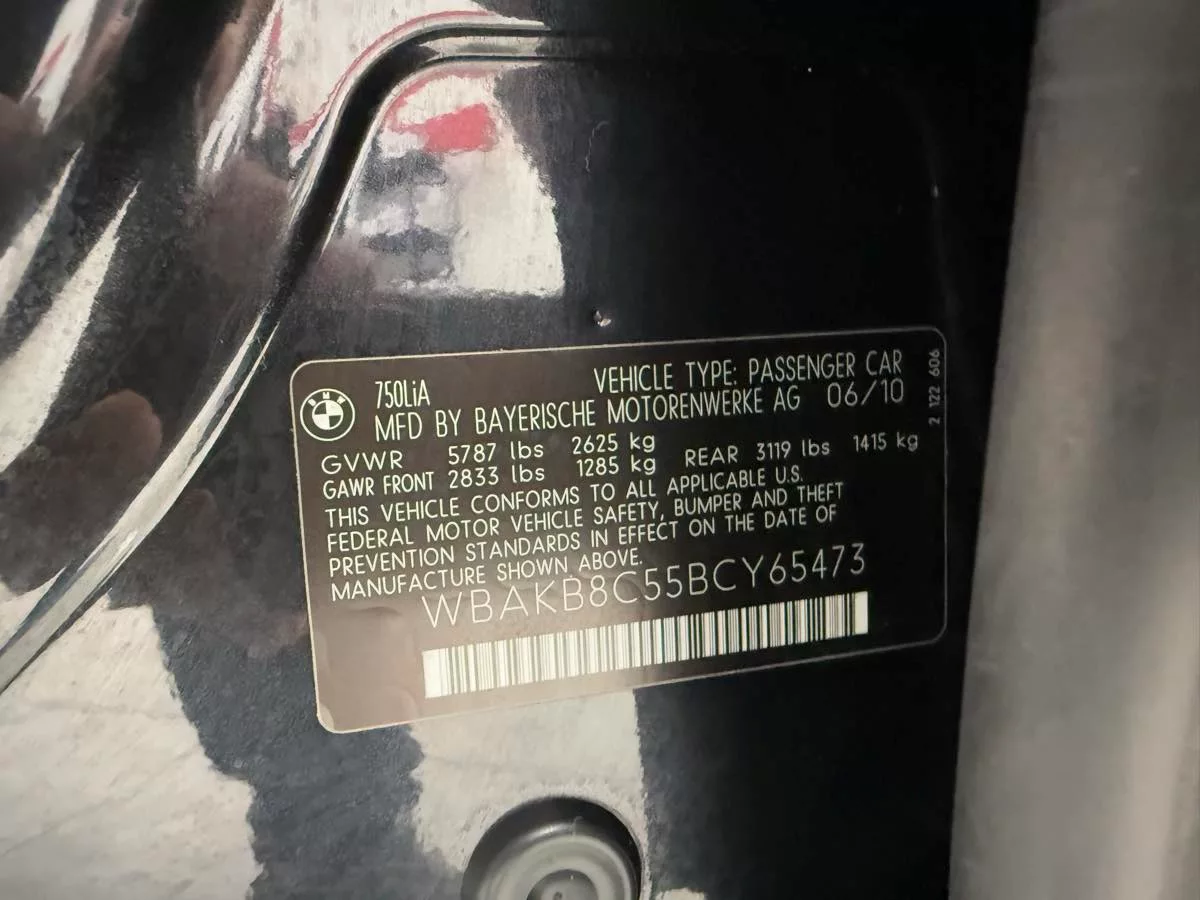 BMW
750LiA VEHICLE TYPE: PASSENGER CAR
MFD BY BAYERISCHE MOTORENWERKE AG 06/10
GVWR 5787 lbs 2625 kg
GAWR FRONT 2833 lbs 1285 kg REAR 3119 lbs 1415 kg
THIS VEHICLE CONFORMS TO ALL APPLICABLE U.S.
FEDERAL MOTOR VEHICLE SAFETY, BUMPER AND THEFT
PREVENTION STANDARDS IN EFFECT ON THE DATE OF
MANUFACTURE SHOWN ABOVE.
WBAKB8C55BCY65473
2 122 606